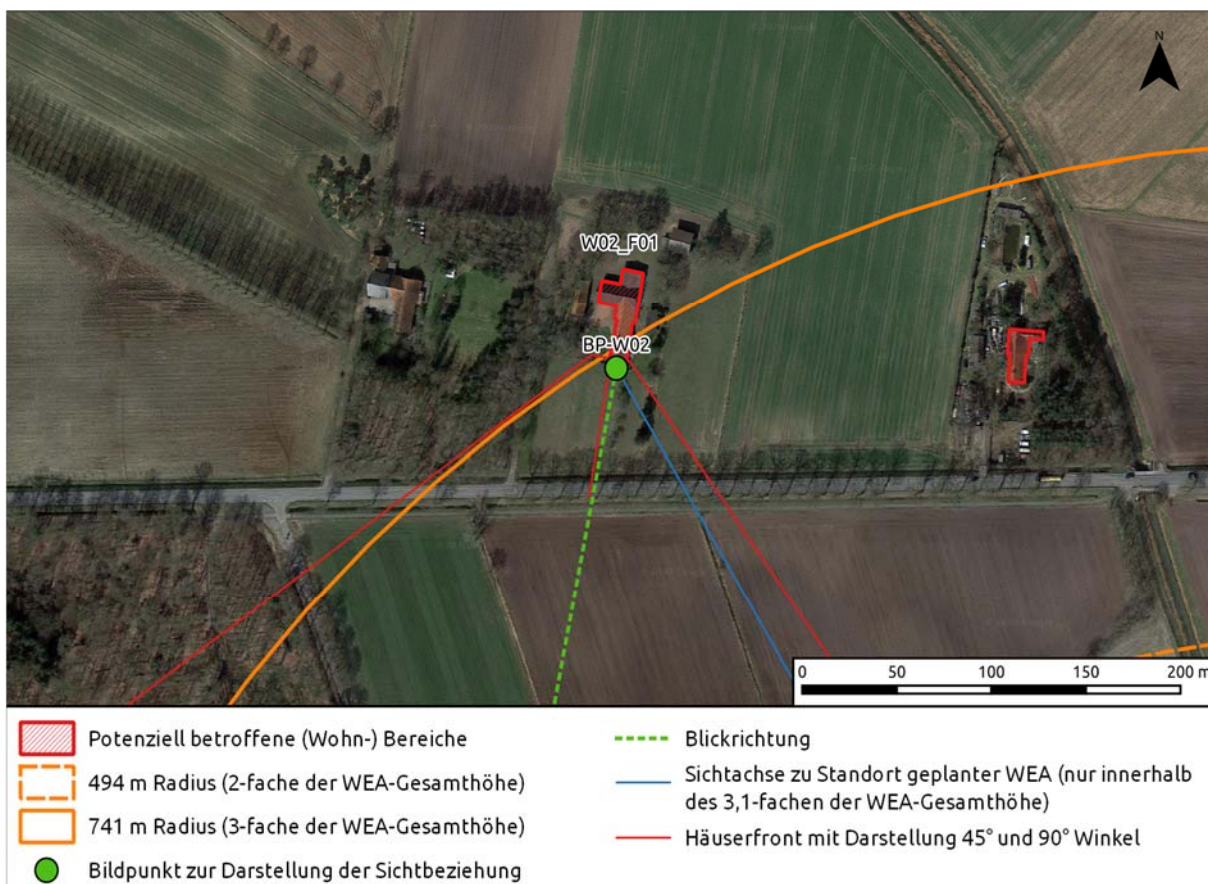 N
W02_F01
BP-W02
0 50 100 150 200 m
Potenziell betroffene (Wohn-) Bereiche
494 m Radius (2-fache der WEA-Gesamthöhe)
741 m Radius (3-fache der WEA-Gesamthöhe)
Bildpunkt zur Darstellung der Sichtbeziehung
Blickrichtung
Sichtachse zu Standort geplanter WEA (nur innerhalb
des 3,1-fachen der WEA-Gesamthöhe)
Häuserfront mit Darstellung 45° und 90° Winkel